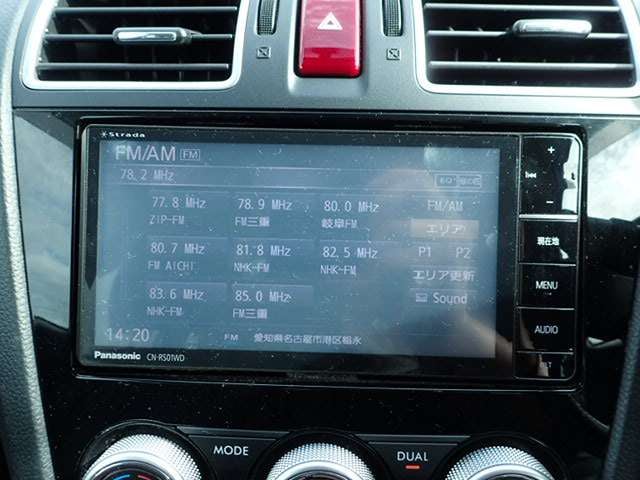 Strada
FM/AM FM
78.2 MHz
77.8 MHz 78.9 MHz 80.0 MHz FM/AM
ZIP-FM FM三重 岐阜FM エリア
80.7 MHz 81.8 MHz 82.5 MHz P1 P2
FM AICHI NHK-FM NHK-FM エリア更新
83.6 MHz 85.0 MHz Sound
NHK-FM FM三重
14:20 FM 愛知県名古屋市港区稲永
Panasonic CN-RS01WD
+
−
現在地
MENU
AUDIO
MODE DUAL